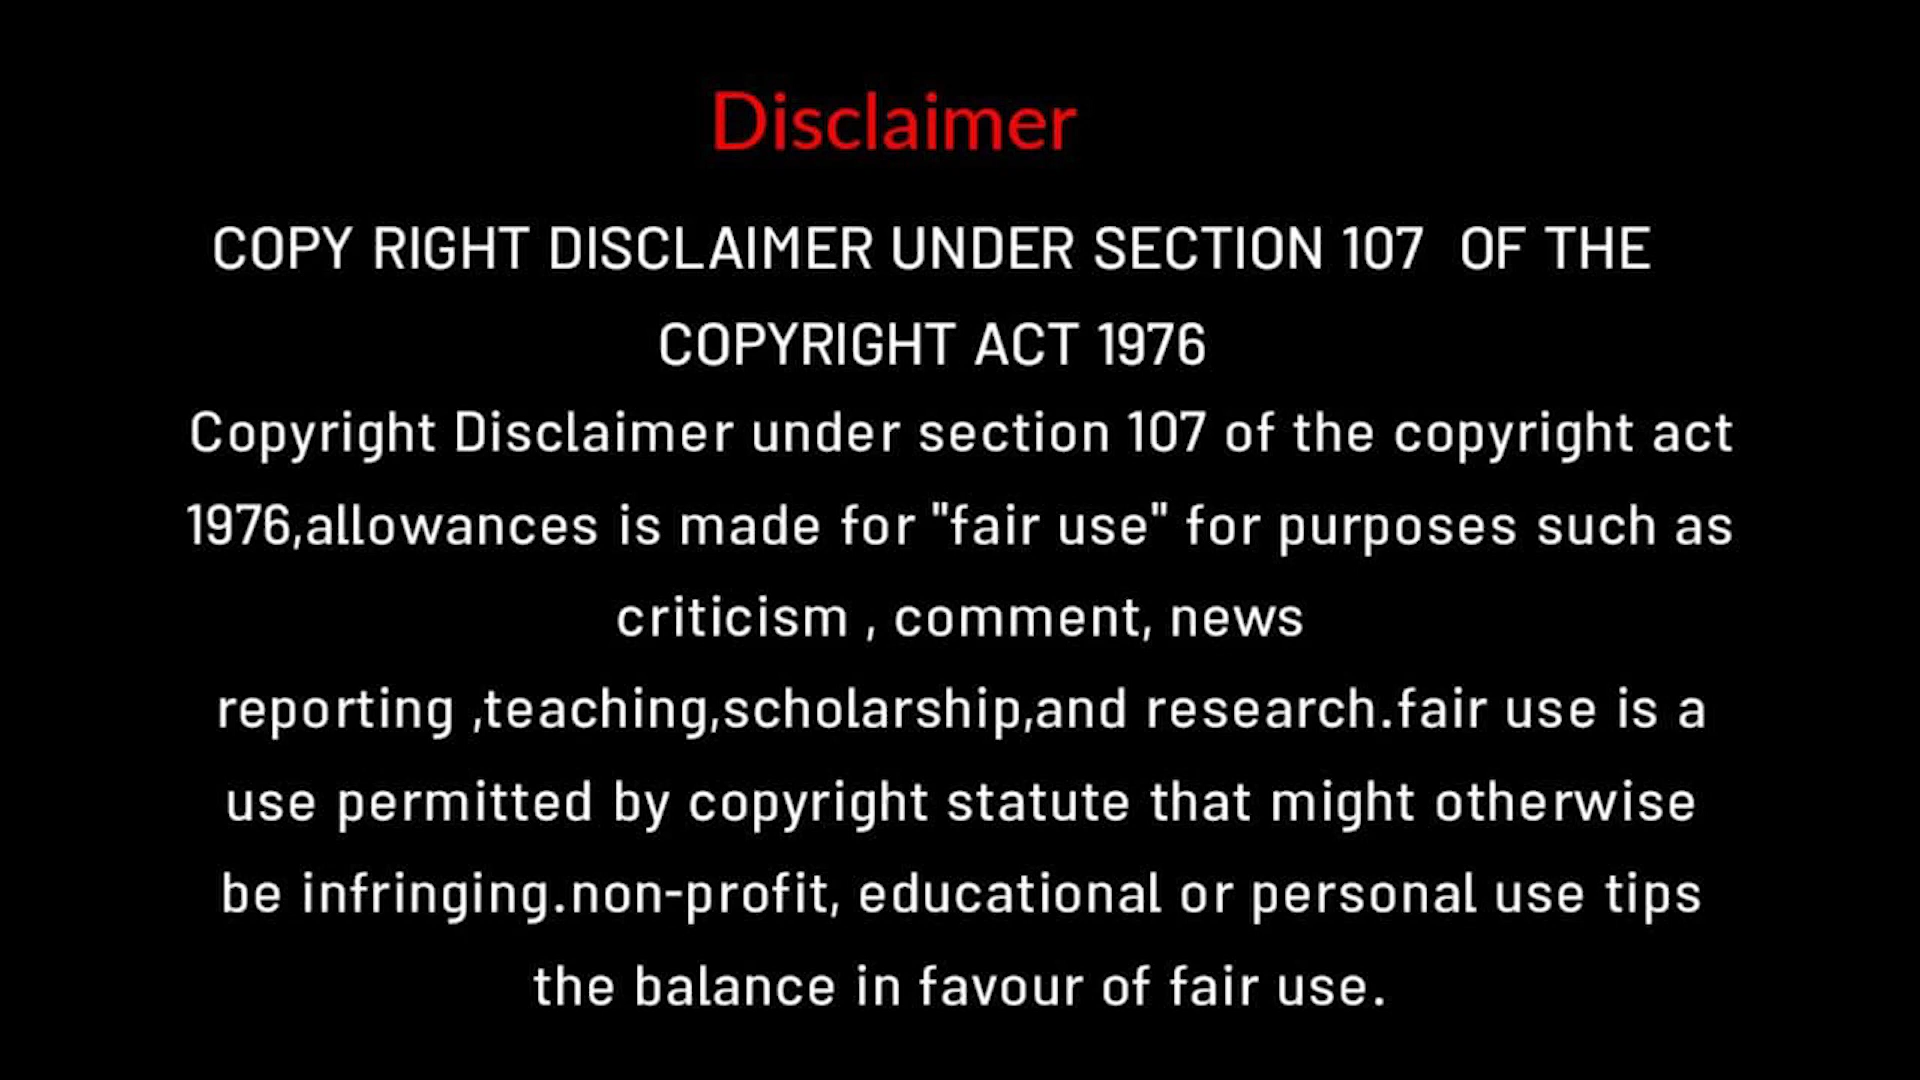 Disclaimer
COPY RIGHT DISCLAIMER UNDER SECTION 107  OF THE
COPYRIGHT ACT 1976
Copyright Disclaimer under section 107 of the copyright act
1976,allowances is made for "fair use" for purposes such as
criticism , comment, news
reporting ,teaching,scholarship,and research.fair use is a
use permitted by copyright statute that might otherwise
be infringing.non-profit, educational or personal use tips
the balance in favour of fair use.